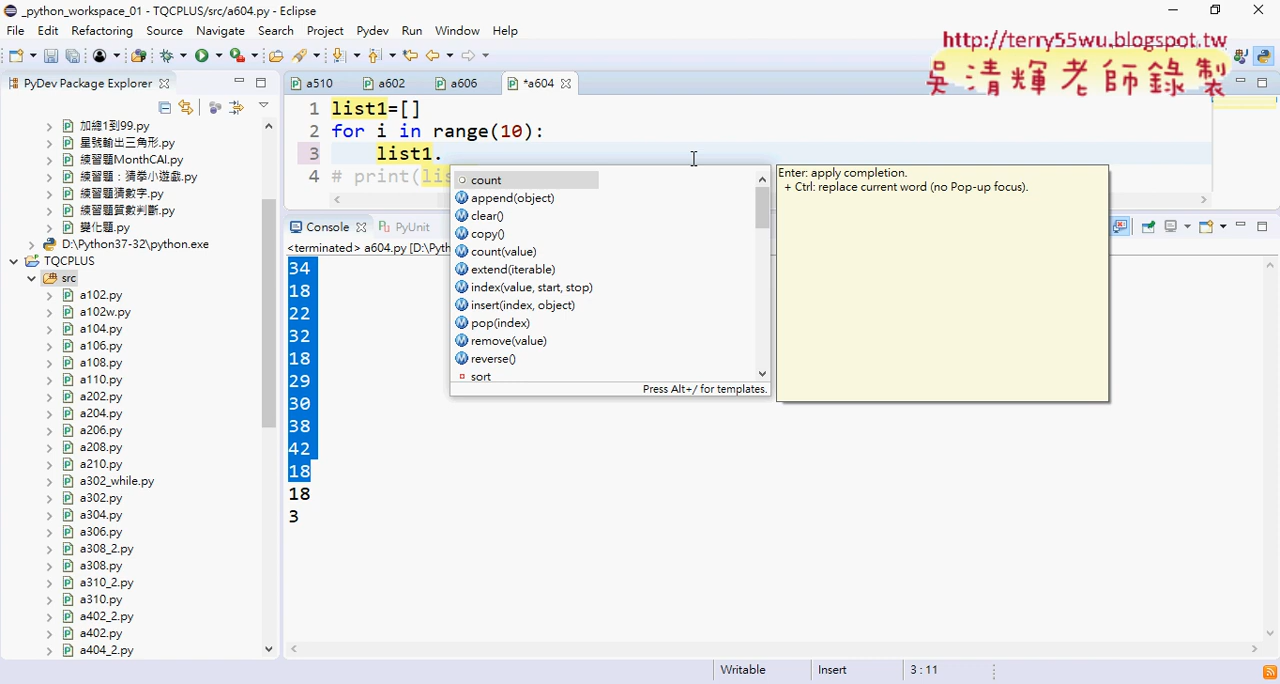 _python_workspace_01 - TQCPLUS/src/a604.py - Eclipse
File Edit Refactoring Source Navigate Search Project Pydev Run Window Help
http://terry55wu.blogspot.tw
吳清輝老師錄製
PyDev Package Explorer
a510
a602
a606
*a604
加總1到99.py
星號輸出三角形.py
練習題MonthCAl.py
練習題：猜拳小遊戲.py
練習題猜數字.py
練習題質數判斷.py
變化題.py
D:\Python37-32\python.exe
TQCPLUS
src
a102.py
a102w.py
a104.py
a106.py
a108.py
a110.py
a202.py
a204.py
a206.py
a208.py
a210.py
a302_while.py
a302.py
a304.py
a306.py
a308_2.py
a308.py
a310_2.py
a310.py
a402_2.py
a402.py
a404_2.py
1 list1=[]
2 for i in range(10):
3 list1.
4 # print(lis
count
append(object)
clear()
copy()
count(value)
extend(iterable)
index(value, start, stop)
insert(index, object)
pop(index)
remove(value)
reverse()
sort
Press Alt+/ for templates.
Enter: apply completion.
+ Ctrl: replace current word (no Pop-up focus).
Console
PyUnit
<terminated> a604.py [D:\Pyth
34
18
22
32
18
29
30
38
42
18
18
3
Writable
Insert
3 : 11